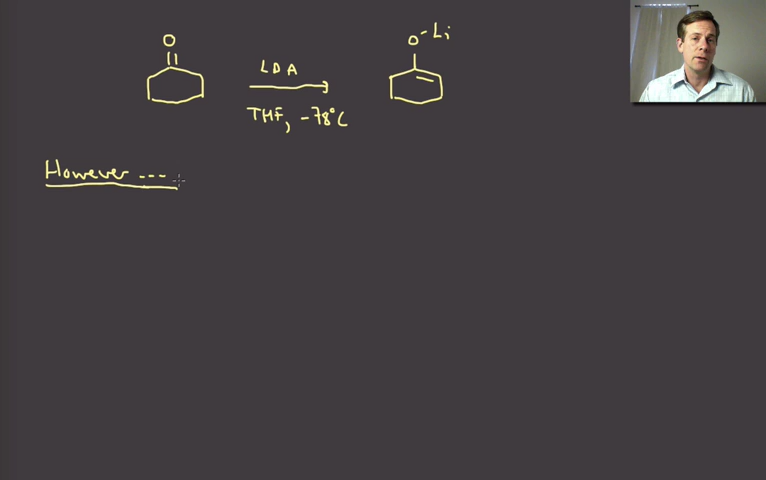 O
O-Li
LDA
THF, -78°C
However ---